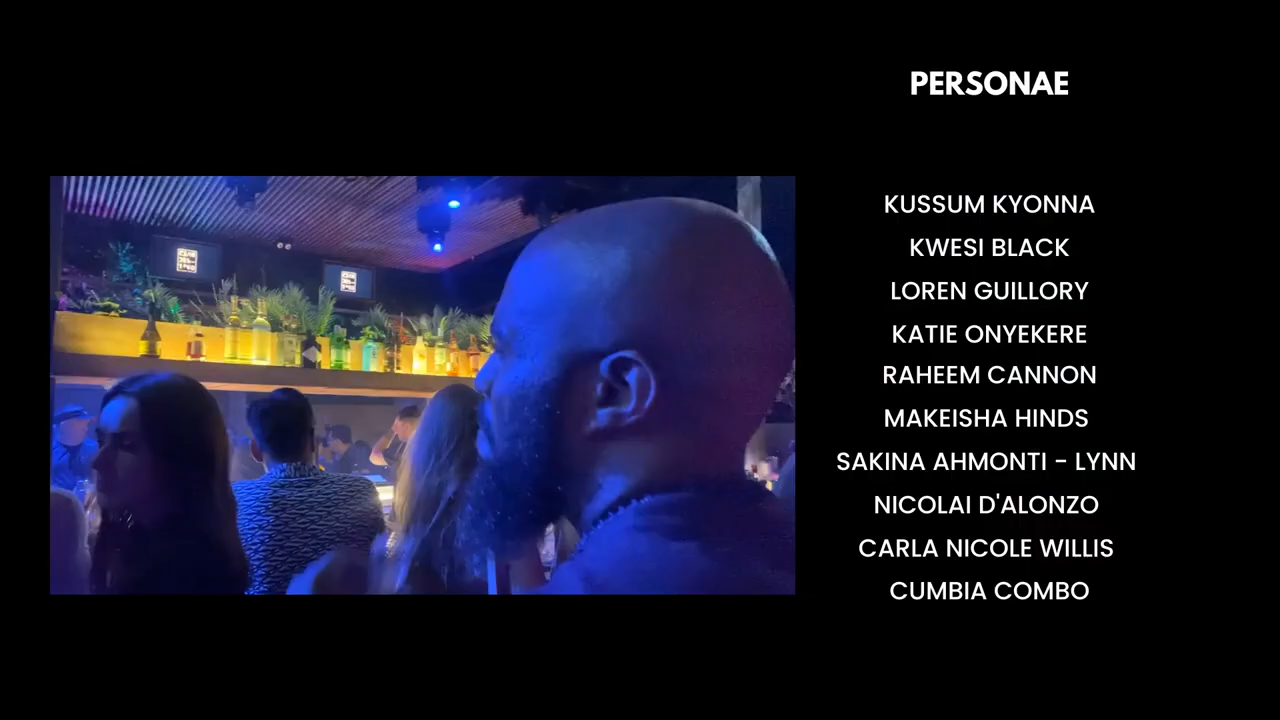 PERSONAE
KUSSUM KYONNA
KWESI BLACK
LOREN GUILLORY
KATIE ONYEKERE
RAHEEM CANNON
MAKEISHA HINDS
SAKINA AHMONTI - LYNN
NICOLAI D'ALONZO
CARLA NICOLE WILLIS
CUMBIA COMBO